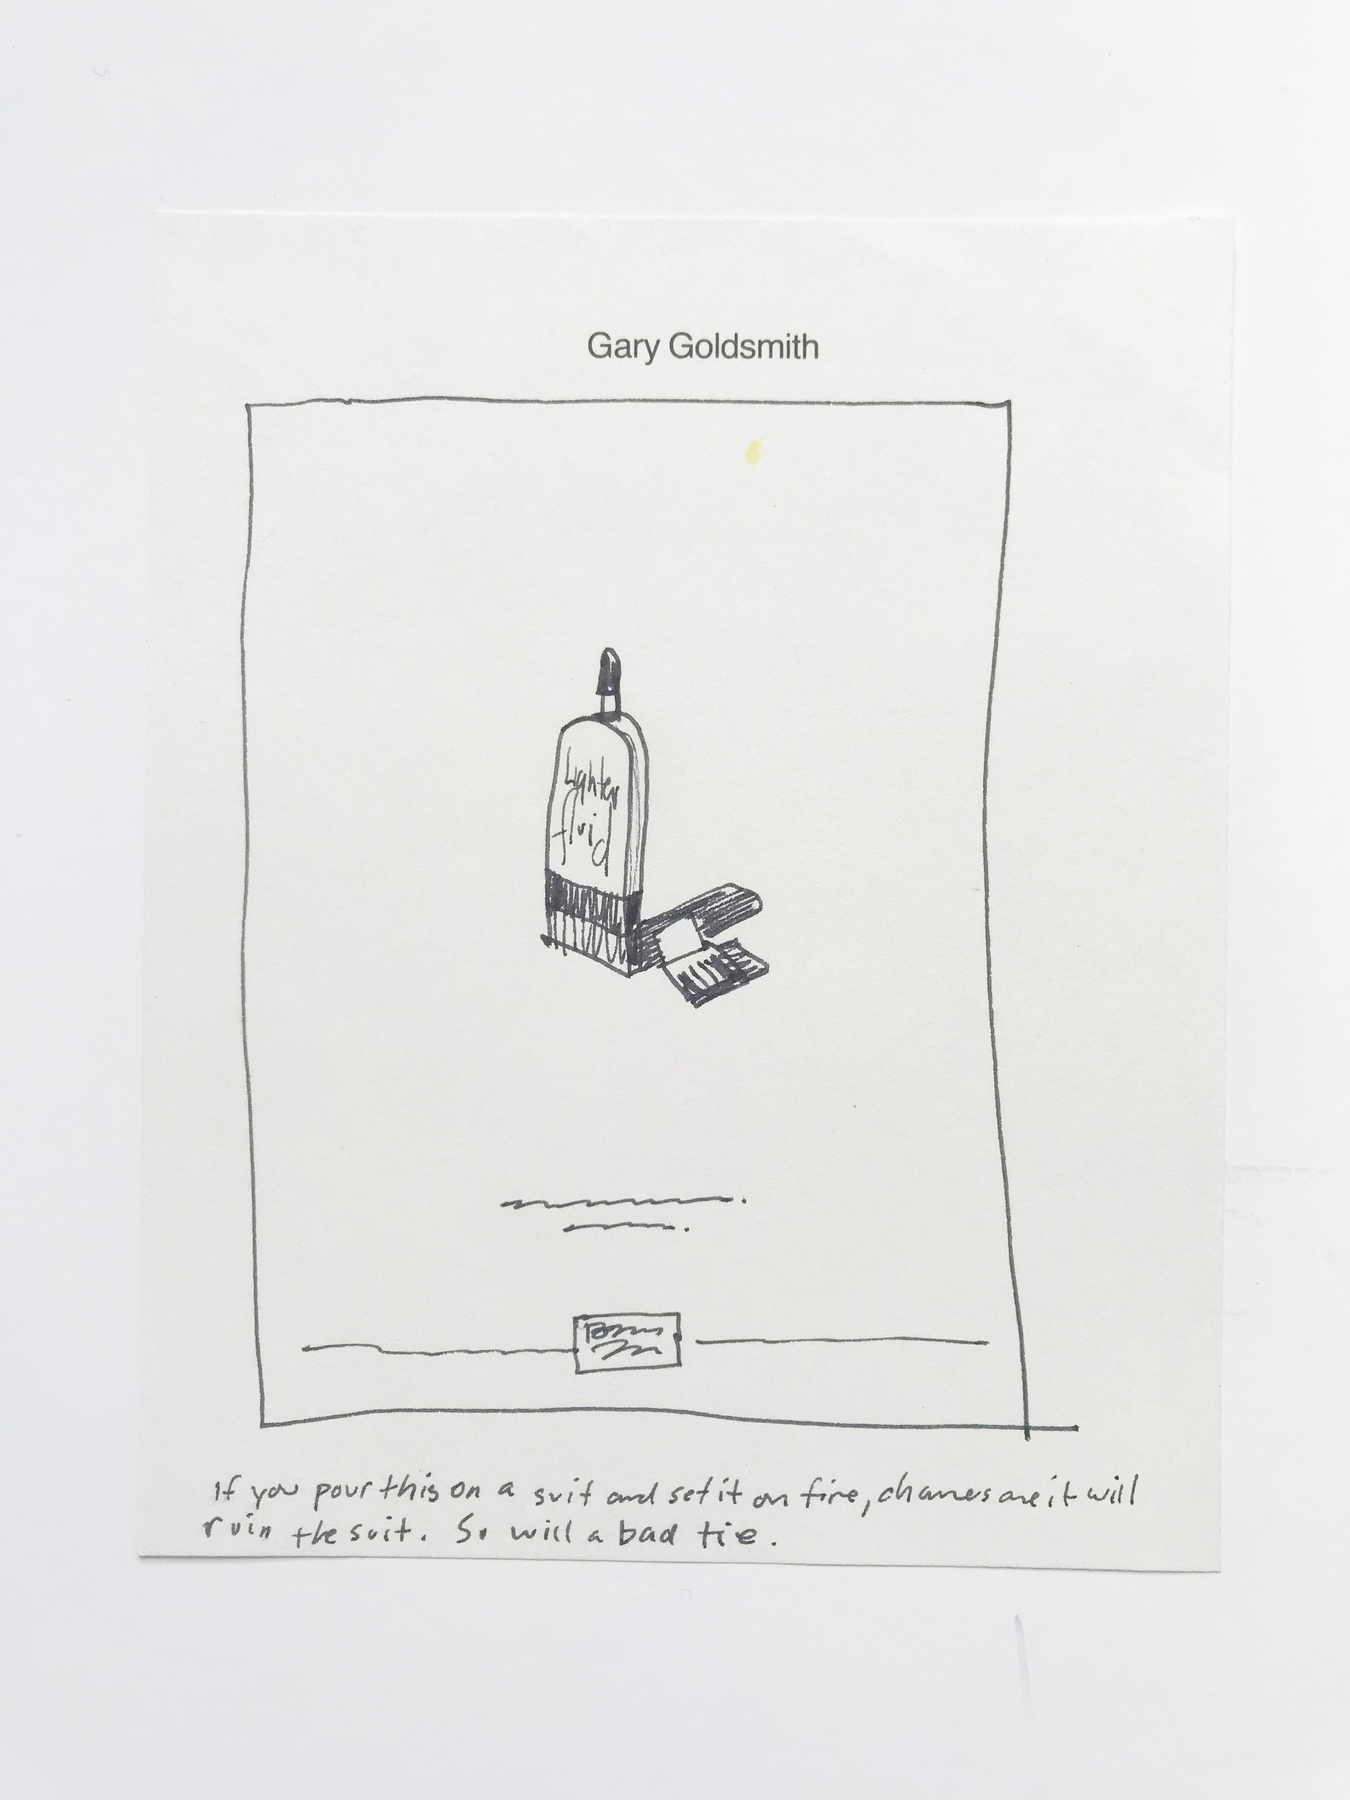 Gary Goldsmith
Lighter
fluid
If you pour this on a suit and set it on fire, chances are it will
ruin the suit. So will a bad tie.